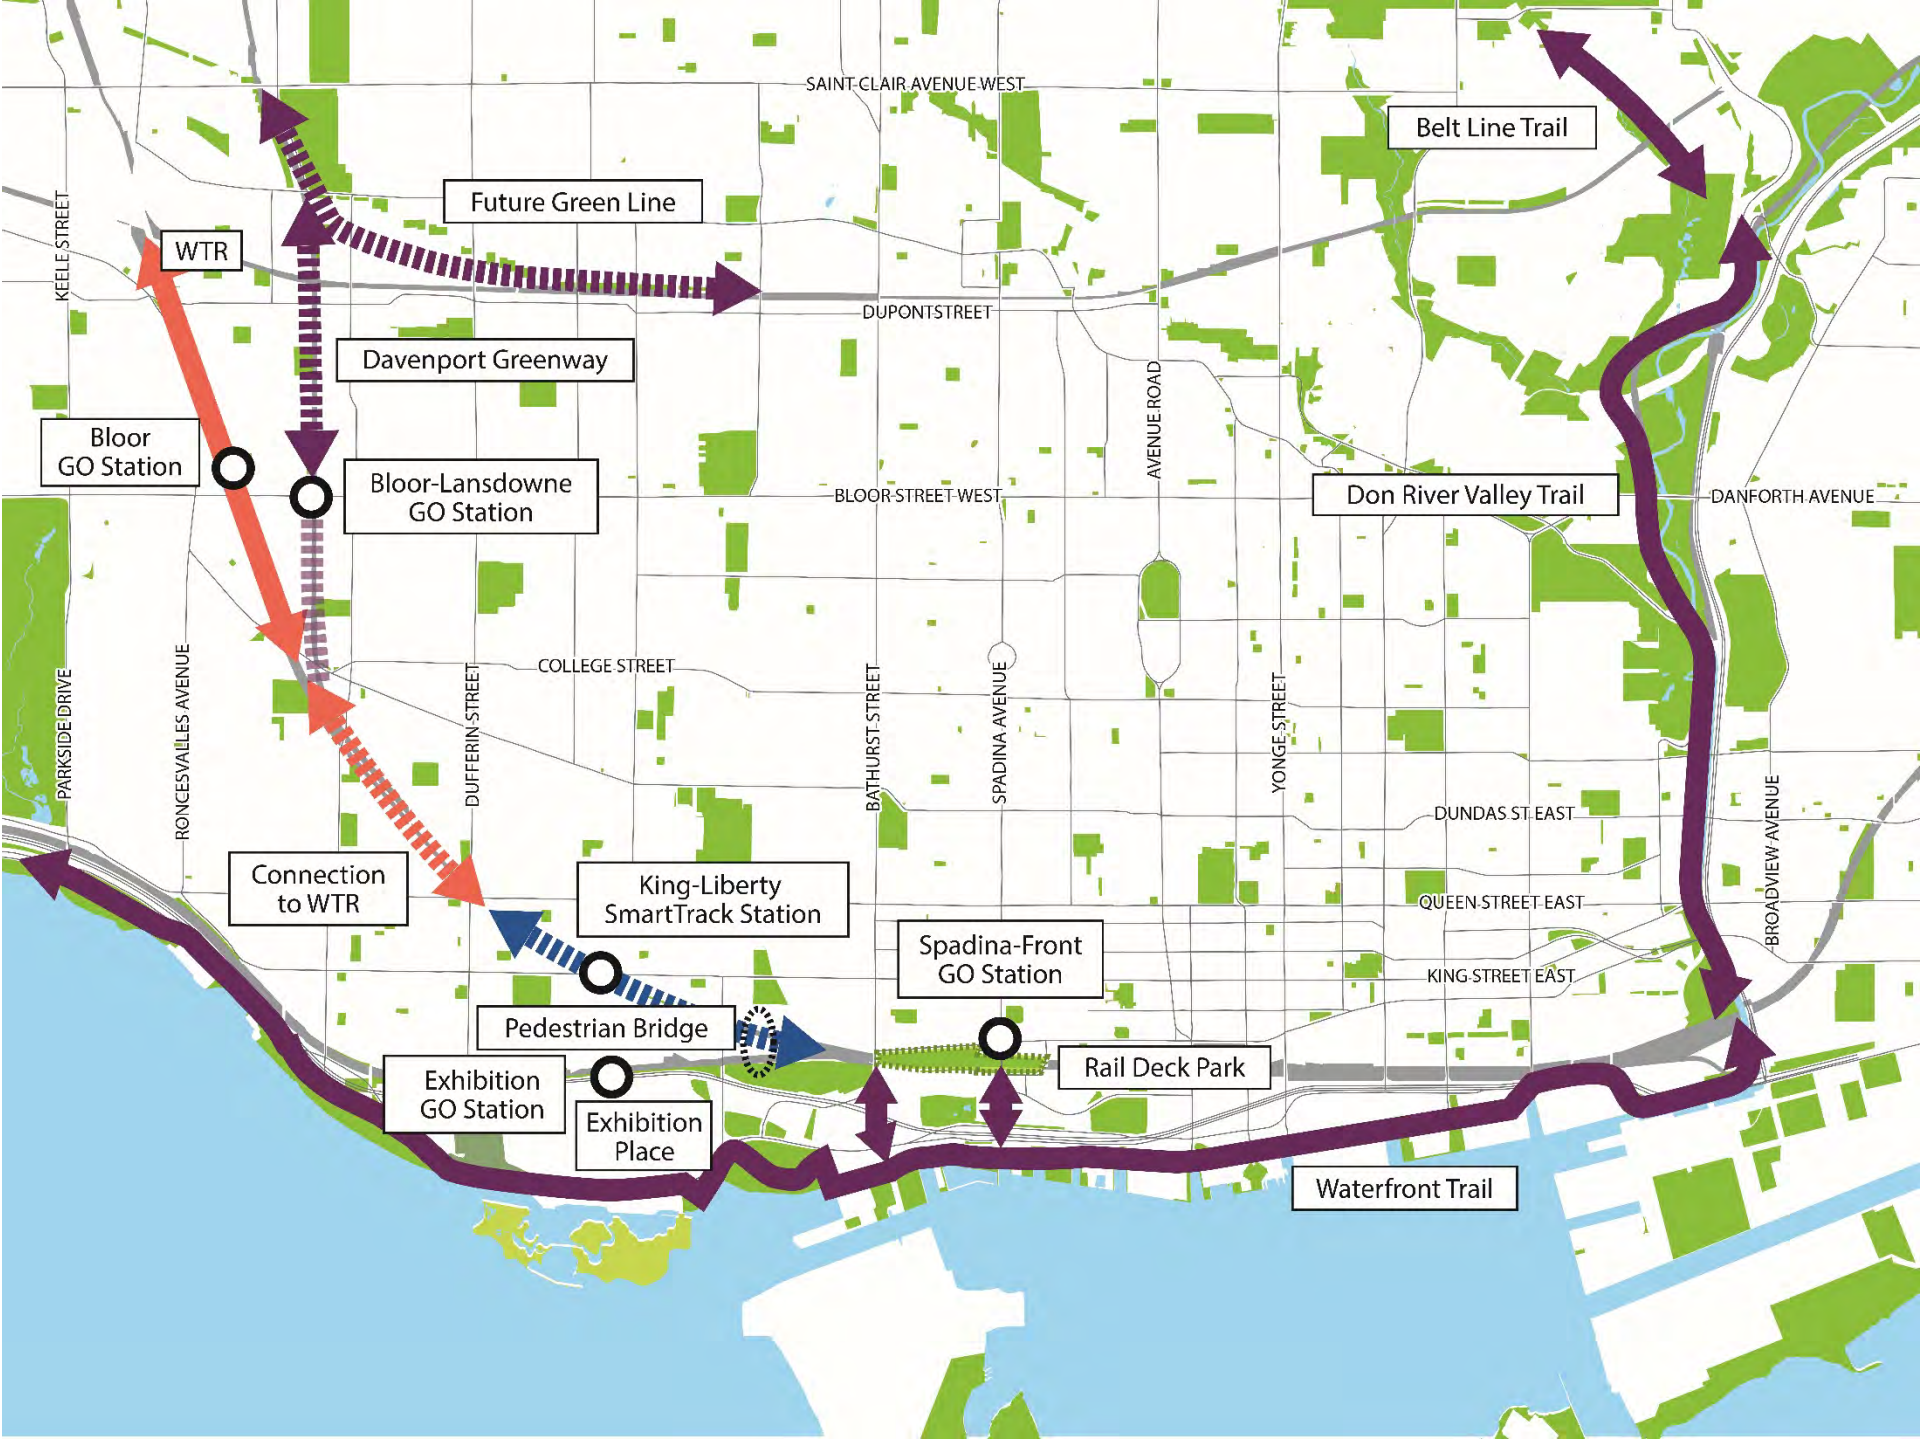 SAINT CLAIR AVENUE WEST
Belt Line Trail
Future Green Line
KEELE STREET
WTR
DUPONTSTREET
Davenport Greenway
AVENUE ROAD
Bloor
GO Station
Bloor-Lansdowne
GO Station
BLOOR STREET WEST
Don River Valley Trail
DANFORTH AVENUE
COLLEGE STREET
PARKSIDE DRIVE
RONCESVALLES AVENUE
DUFFERIN STREET
BATHURST STREET
SPADINA AVENUE
YONGE STREET
DUNDAS ST EAST
BROADVIEW AVENUE
Connection
to WTR
King-Liberty
SmartTrack Station
QUEEN STREET EAST
Spadina-Front
GO Station
KING STREET EAST
Pedestrian Bridge
Rail Deck Park
Exhibition
GO Station
Exhibition
Place
Waterfront Trail